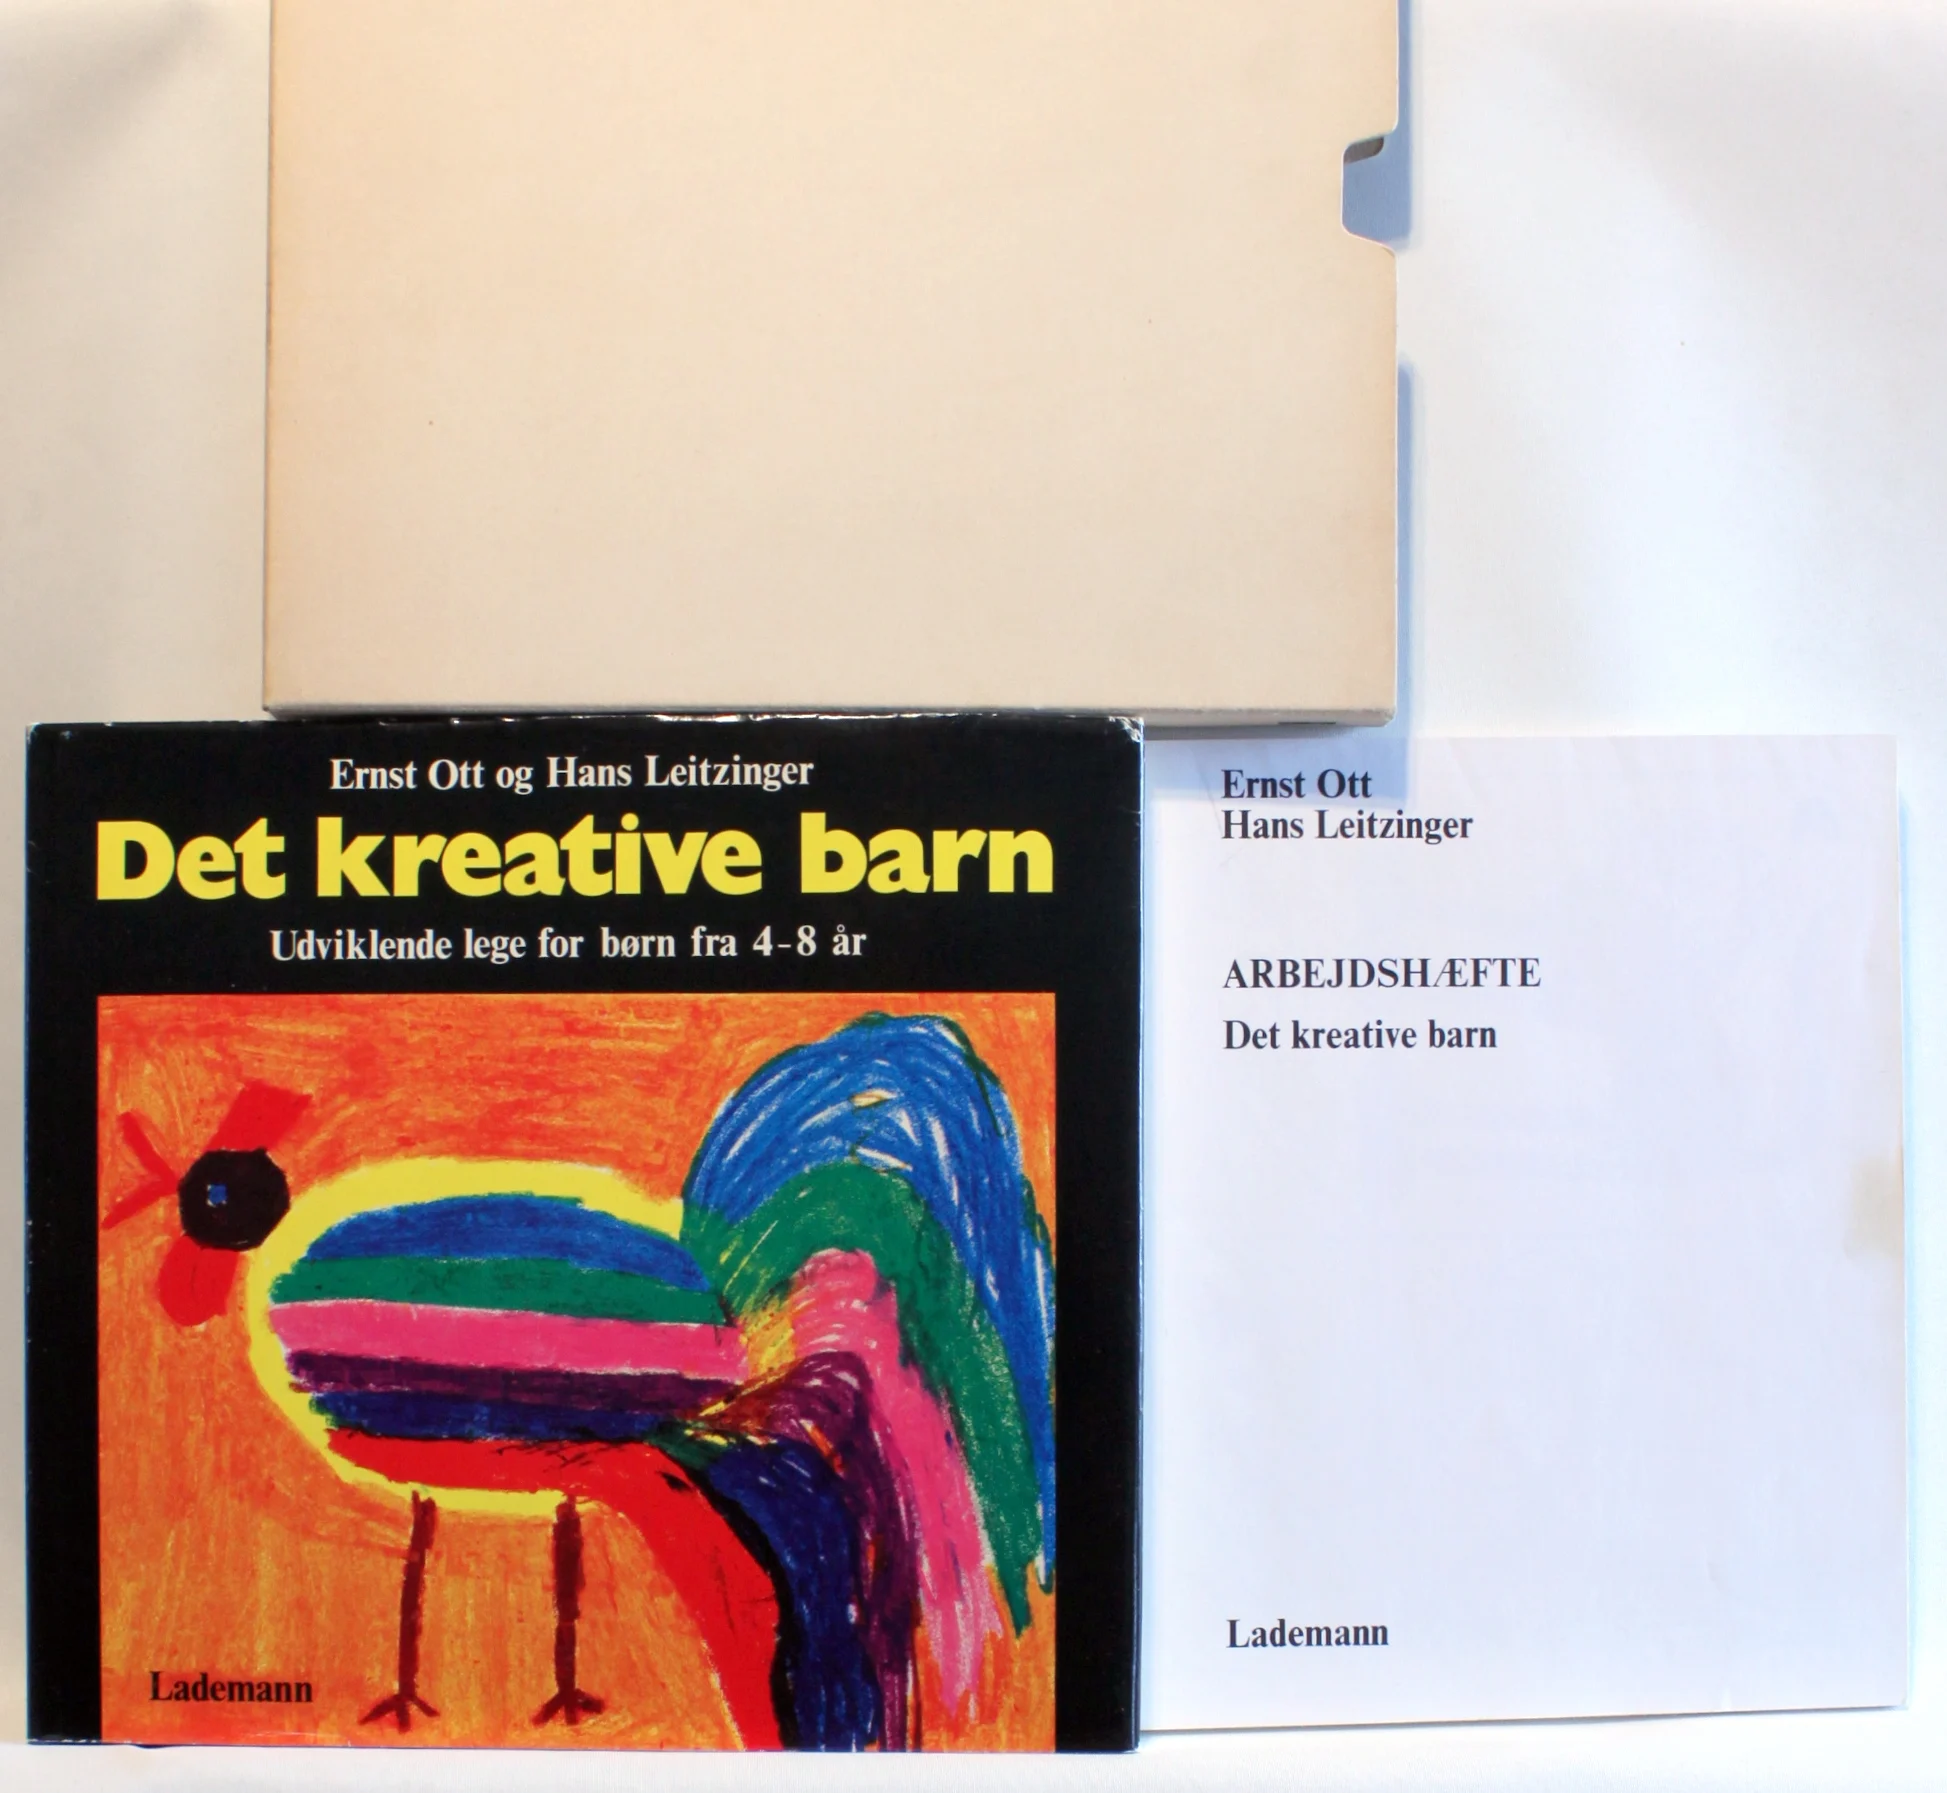 Ernst Ott og Hans Leitzinger
Det kreative barn
Udviklende lege for børn fra 4-8 år
Lademann
Ernst Ott
Hans Leitzinger
ARBEJDSHÆFTE
Det kreative barn
Lademann